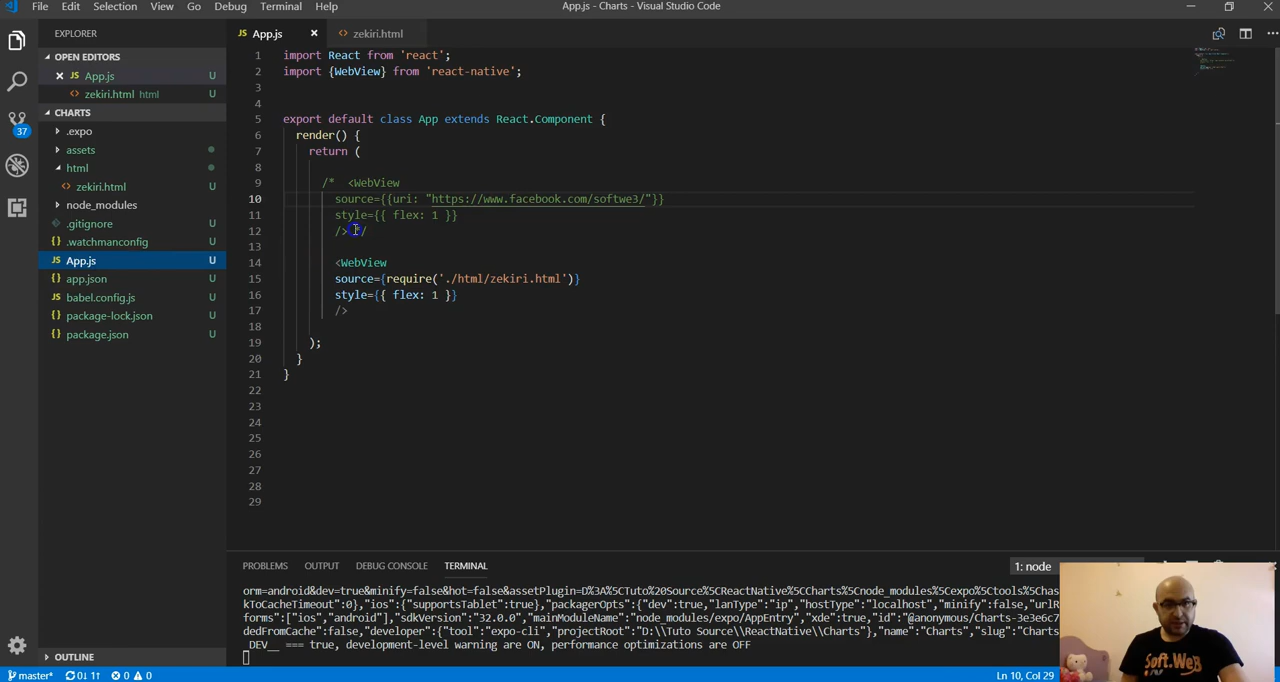 File Edit Selection View Go Debug Terminal Help
App.js - Charts - Visual Studio Code
EXPLORER
JS App.js
<> zekiri.html
OPEN EDITORS
JS App.js U
<> zekiri.html html U
CHARTS
.expo
assets
html
<> zekiri.html U
node_modules
.gitignore U
{} .watchmanconfig U
JS App.js U
{} app.json U
JS babel.config.js U
{} package-lock.json U
{} package.json U
OUTLINE
37
1 import React from 'react';
2 import {WebView} from 'react-native';
3
4
5 export default class App extends React.Component {
6 render() {
7 return (
8
9 /* <WebView
10 source={{uri: "https://www.facebook.com/softwe3/"}}
11 style={{ flex: 1 }}
12 /> */
13
14 <WebView
15 source={require('./html/zekiri.html')}
16 style={{ flex: 1 }}
17 />
18
19 );
20 }
21 }
22
23
24
25
26
27
28
29
PROBLEMS OUTPUT DEBUG CONSOLE TERMINAL
1: node
orm=android&dev=true&minify=false&hot=false&assetPlugin=D%3A%5CTuto%20Source%5CReactNative%5CCharts%5Cnode_modules%5Cexpo%5Ctools%5Chas
kToCacheTimeout":0},"ios":{"supportsTablet":true},"packagerOpts":{"dev":true,"lanType":"ip","hostType":"localhost","minify":false,"urlR
forms":["ios","android"],"sdkVersion":"32.0.0","mainModuleName":"node_modules/expo/AppEntry","xde":true,"id":"@anonymous/Charts-3e3e6c7
dedFromCache":false,"developer":{"tool":"expo-cli","projectRoot":"D:\\Tuto Source\\ReactNative\\Charts"},"name":"Charts","slug":"Charts
_DEV__ === true, development-level warning are ON, performance optimizations are OFF
Soft.WeB
master* 0↓ 1↑ 0 0
Ln 10, Col 29